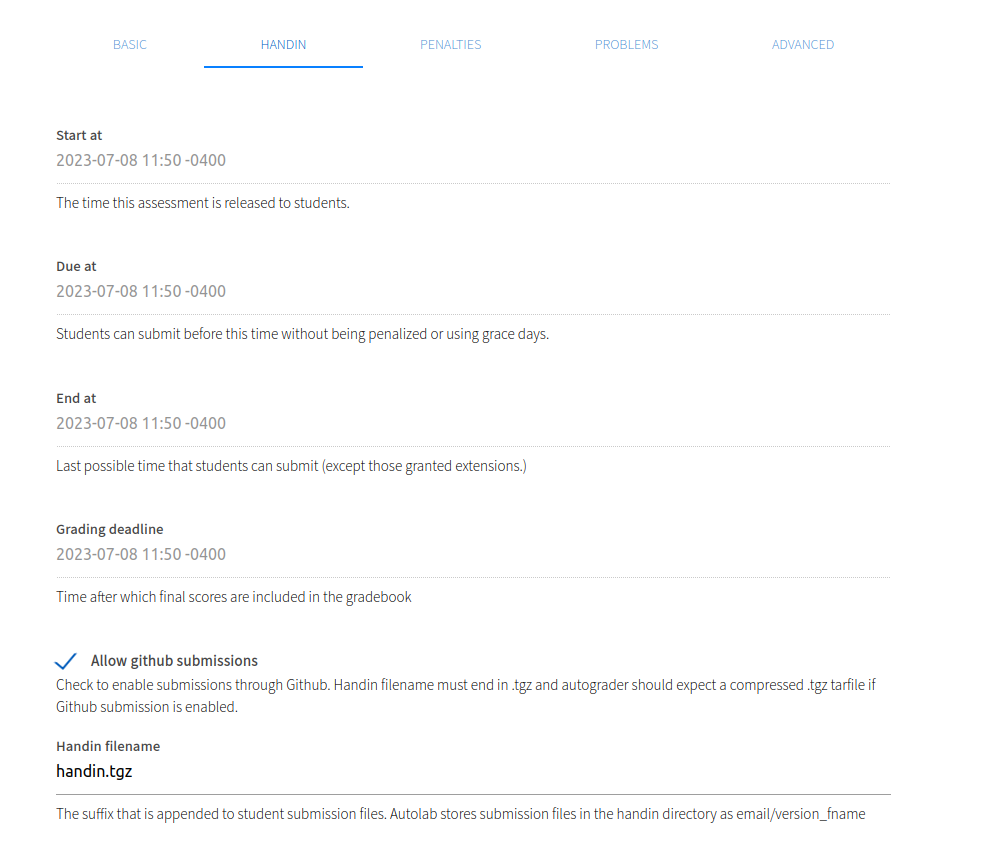 BASIC HANDIN PENALTIES PROBLEMS ADVANCED
Start at
2023-07-08 11:50 -0400
The time this assessment is released to students.
Due at
2023-07-08 11:50 -0400
Students can submit before this time without being penalized or using grace days.
End at
2023-07-08 11:50 -0400
Last possible time that students can submit (except those granted extensions.)
Grading deadline
2023-07-08 11:50 -0400
Time after which final scores are included in the gradebook
Allow github submissions
Check to enable submissions through Github. Handin filename must end in .tgz and autograder should expect a compressed .tgz tarfile if
Github submission is enabled.
Handin filename
handin.tgz
The suffix that is appended to student submission files. Autolab stores submission files in the handin directory as email/version_fname